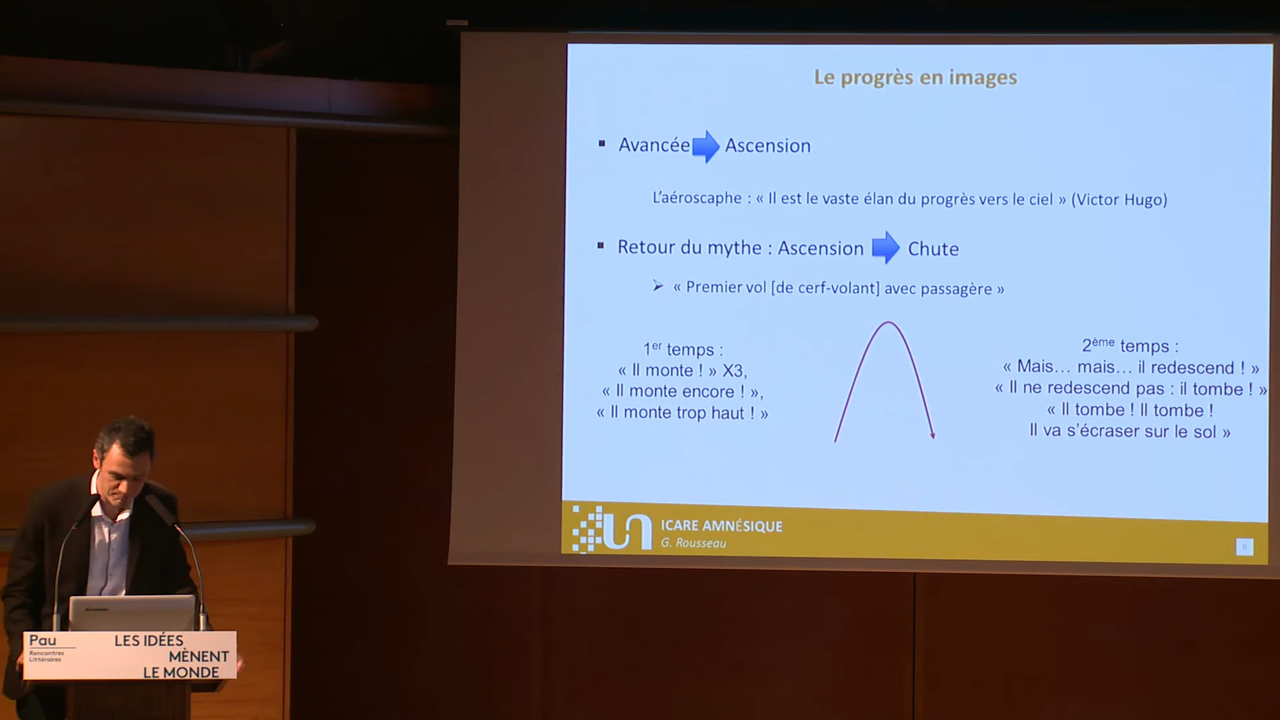 Le progrès en images
▪ Avancée Ascension
L'aéroscaphe : « Il est le vaste élan du progrès vers le ciel » (Victor Hugo)
▪ Retour du mythe : Ascension Chute
➢ « Premier vol [de cerf-volant] avec passagère »
1er temps :
« Il monte ! » X3,
« Il monte encore ! »,
« Il monte trop haut ! »
2ème temps :
« Mais… mais… il redescend ! »
« Il ne redescend pas : il tombe ! »
« Il tombe ! Il tombe !
Il va s'écraser sur le sol »
UN
ICARE AMNÉSIQUE
G. Rousseau
6
Pau
Rencontres
Littéraires
LES IDÉES
MÈNENT
LE MONDE